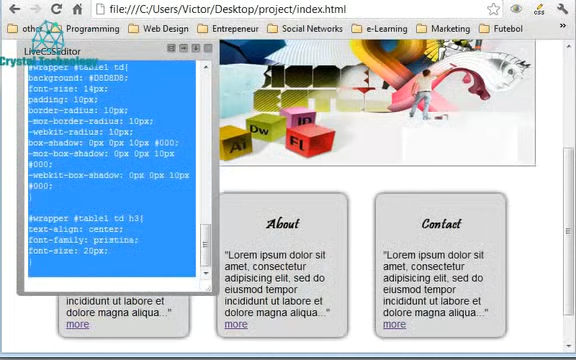 file:///C:/Users/Victor/Desktop/project/index.html
Programming
Web Design
Entrepeneur
Social Networks
e-Learning
Marketing
Futebol
LiveCSSEditor
Crystal Technology
#wrapper #table1 td{
background: #D8D8D8;
font-size: 14px;
padding: 10px;
border-radius: 10px;
-moz-border-radius: 10px;
-webkit-radius: 10px;
box-shadow: 0px 0px 10px #000;
-moz-box-shadow: 0px 0px 10px
#000;
-webkit-box-shadow: 0px 0px 10px
#000;
}
#wrapper #table1 td h3{
text-align: center;
font-family: pristina;
font-size: 20px;
}
Ai
Dw
Id
FL
incididunt ut labore et
dolore magna aliqua..."
more
About
"Lorem ipsum dolor sit
amet, consectetur
adipisicing elit, sed do
eiusmod tempor
incididunt ut labore et
dolore magna aliqua..."
more
Contact
"Lorem ipsum dolor sit
amet, consectetur
adipisicing elit, sed do
eiusmod tempor
incididunt ut labore et
dolore magna aliqua..."
more